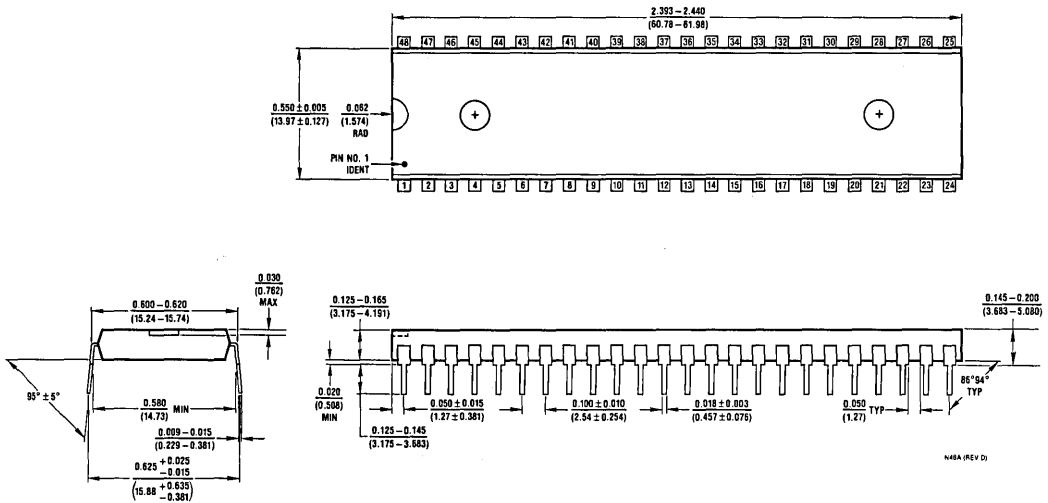 2.393 – 2.440
(60.78 – 61.98)
48 47 46 45 44 43 42 41 40 39 38 37 36 35 34 33 32 31 30 29 28 27 26 25
0.550 ± 0.005
(13.97 ± 0.127)
0.062
(1.574)
RAD
PIN NO. 1
IDENT
1 2 3 4 5 6 7 8 9 10 11 12 13 14 15 16 17 18 19 20 21 22 23 24
0.030
(0.762)
MAX
0.600 – 0.620
(15.24 – 15.74)
95° ± 5°
0.580
(14.73) MIN
0.009 – 0.015
(0.229 – 0.381)
0.625 +0.025
-0.015
(15.88 +0.635
-0.381)
0.125 – 0.165
(3.175 – 4.191)
0.145 – 0.200
(3.683 – 5.080)
0.020
(0.508)
MIN
0.050 ± 0.015
(1.27 ± 0.381)
0.100 ± 0.010
(2.54 ± 0.254)
0.018 ± 0.003
(0.457 ± 0.076)
0.050
(1.27) TYP
86°94°
TYP
0.125 – 0.145
(3.175 – 3.683)
N48A (REV D)